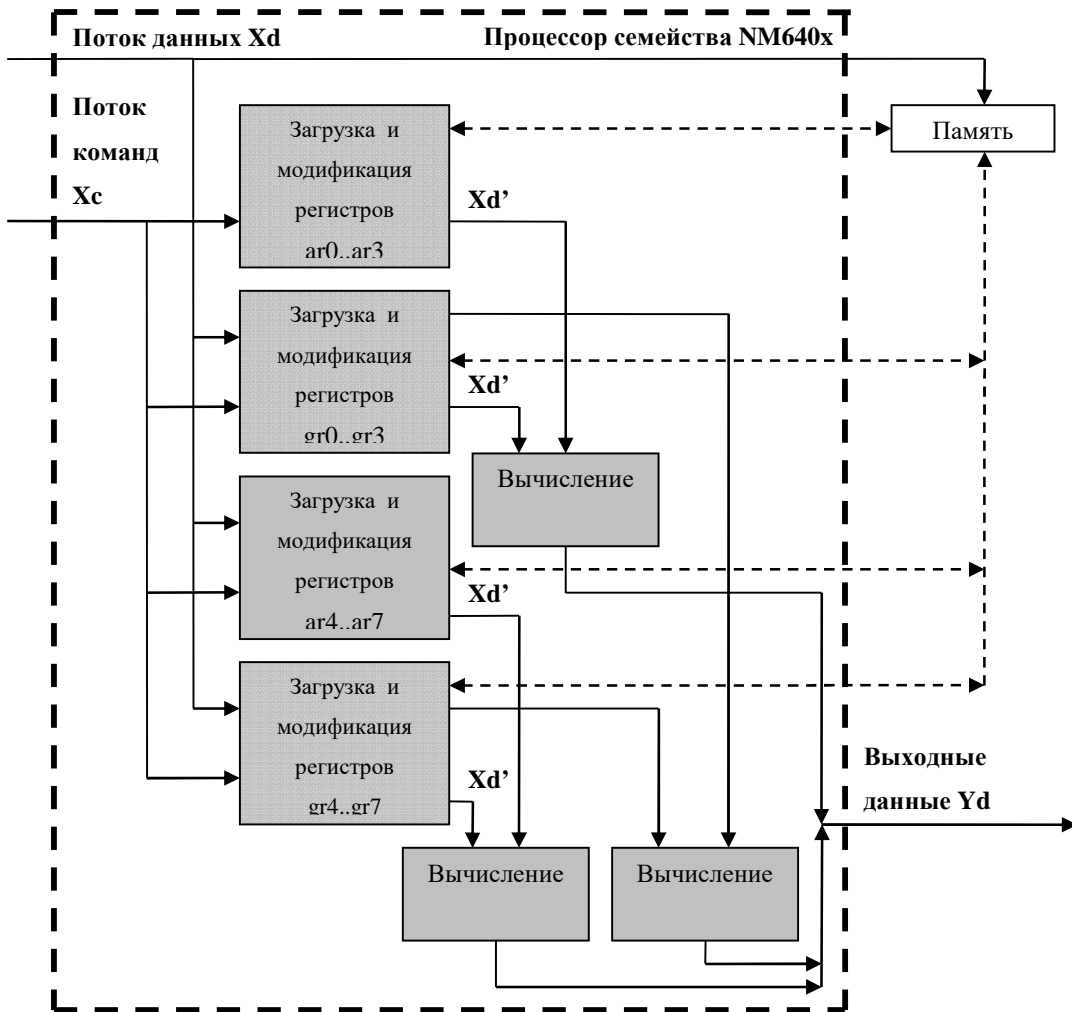 Поток данных Xd
Процессор семейства NM640x
Поток
команд
Xc
Загрузка и
модификация
регистров
ar0..ar3
Память
Xd’
Загрузка и
модификация
регистров
gr0..gr3
Xd’
Вычисление
Загрузка и
модификация
регистров
ar4..ar7
Xd’
Загрузка и
модификация
регистров
gr4..gr7
Xd’
Выходные
данные Yd
Вычисление
Вычисление